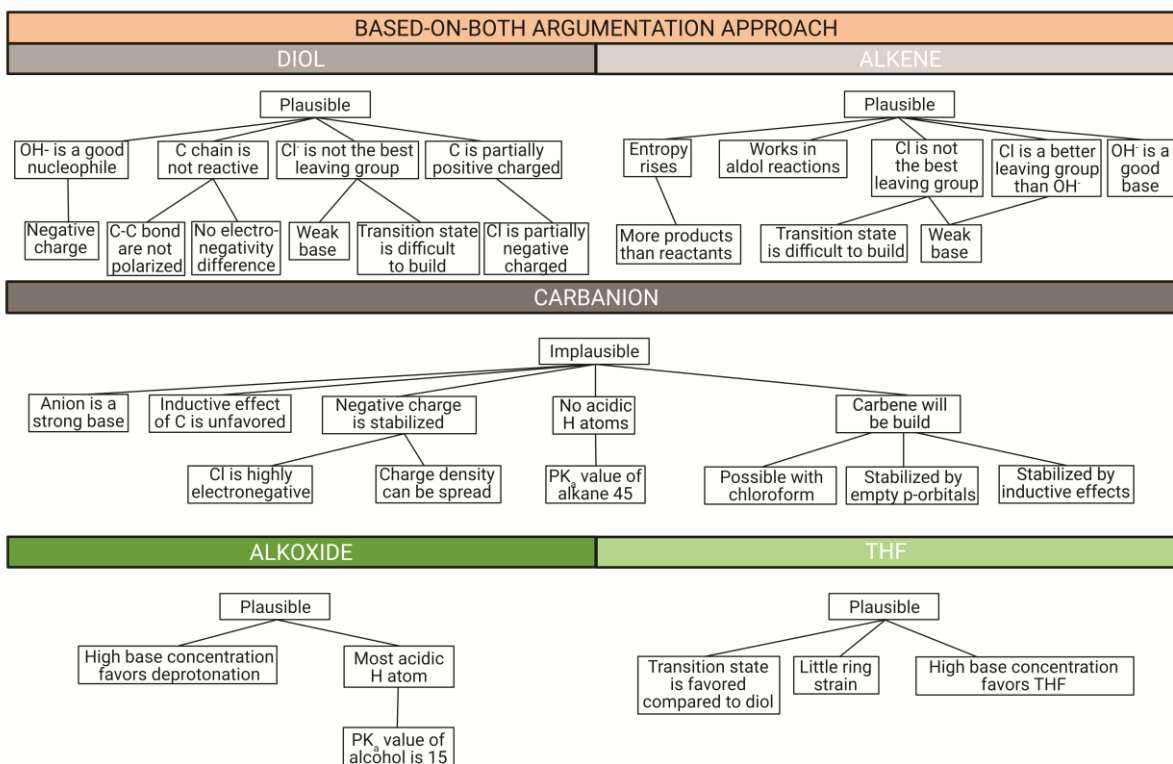 BASED-ON-BOTH ARGUMENTATION APPROACH
DIOL
ALKENE
Plausible
OH- is a good
nucleophile
C chain is
not reactive
Cl⁻ is not the best
leaving group
C is partially
positive charged
Negative
charge
C-C bond
are not
polarized
No electro-
negativity
difference
Weak
base
Transition state
is difficult
to build
Cl is partially
negative
charged
Plausible
Entropy
rises
Works in
aldol reactions
Cl is not
the best
leaving group
Cl is a better
leaving group
than OH⁻
OH⁻ is a
good
base
More products
than reactants
Transition state
is difficult to build
Weak
base
CARBANION
Implausible
Anion is a
strong base
Inductive effect
of C is unfavored
Negative charge
is stabilized
No acidic
H atoms
Carbene will
be build
Cl is highly
electronegative
Charge density
can be spread
PKₐ value of
alkane 45
Possible with
chloroform
Stabilized by
empty p-orbitals
Stabilized by
inductive effects
ALKOXIDE
THF
Plausible
High base concentration
favors deprotonation
Most acidic
H atom
PKₐ value of
alcohol is 15
Plausible
Transition state
is favored
compared to diol
Little ring
strain
High base concentration
favors THF